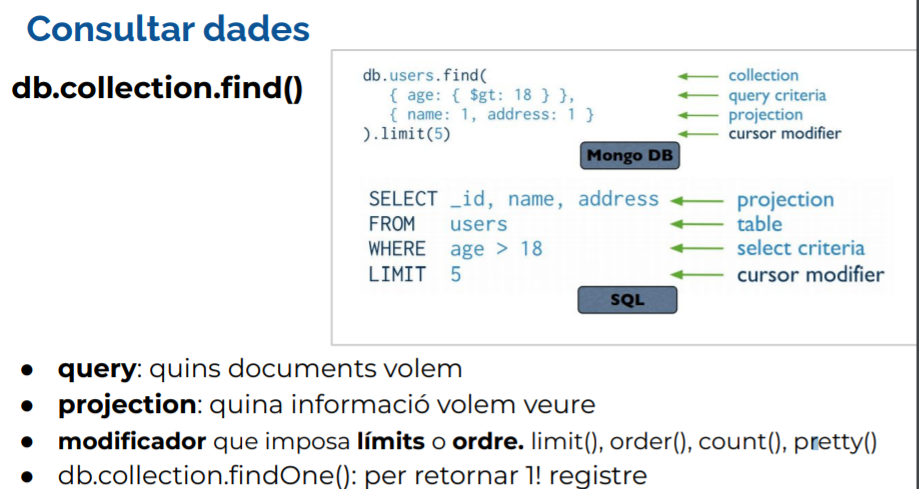 Consultar dades
db.collection.find()
db.users.find( collection
{ age: { $gt: 18 } }, query criteria
{ name: 1, address: 1 } projection
).limit(5) cursor modifier
Mongo DB
SELECT _id, name, address projection
FROM users table
WHERE age > 18 select criteria
LIMIT 5 cursor modifier
SQL
● query: quins documents volem
● projection: quina informació volem veure
● modificador que imposa límits o ordre. limit(), order(), count(), pretty()
● db.collection.findOne(): per retornar 1! registre